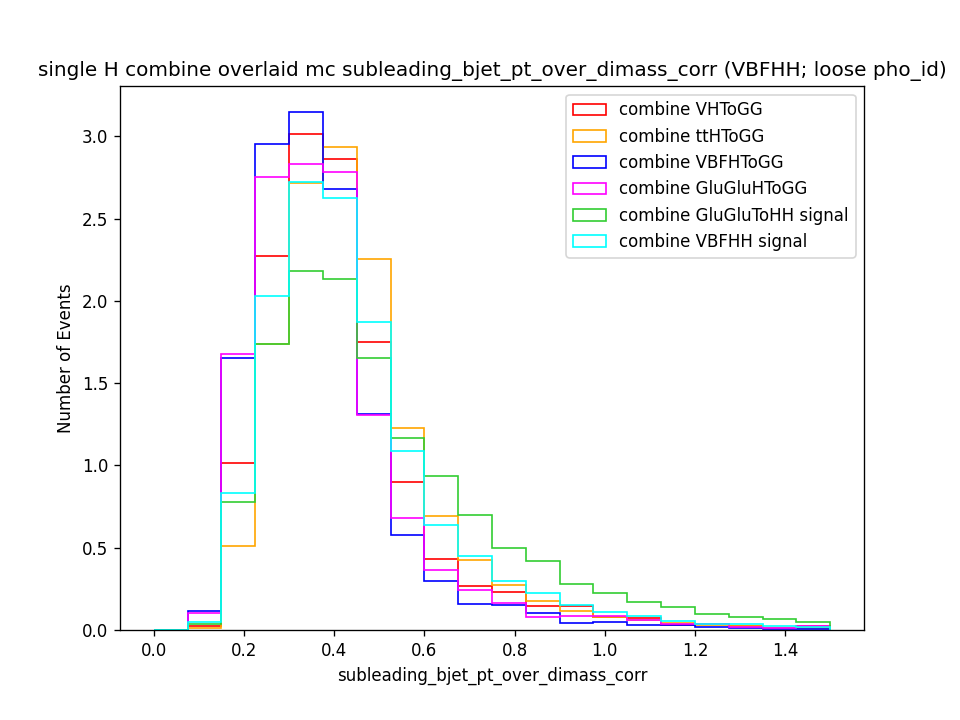 single H combine overlaid mc subleading_bjet_pt_over_dimass_corr (VBFHH; loose pho_id)
combine VHToGG
combine ttHToGG
combine VBFHToGG
combine GluGluHToGG
combine GluGluToHH signal
combine VBFHH signal
Number of Events
3.0
2.5
2.0
1.5
1.0
0.5
0.0
0.0
0.2
0.4
0.6
0.8
1.0
1.2
1.4
subleading_bjet_pt_over_dimass_corr